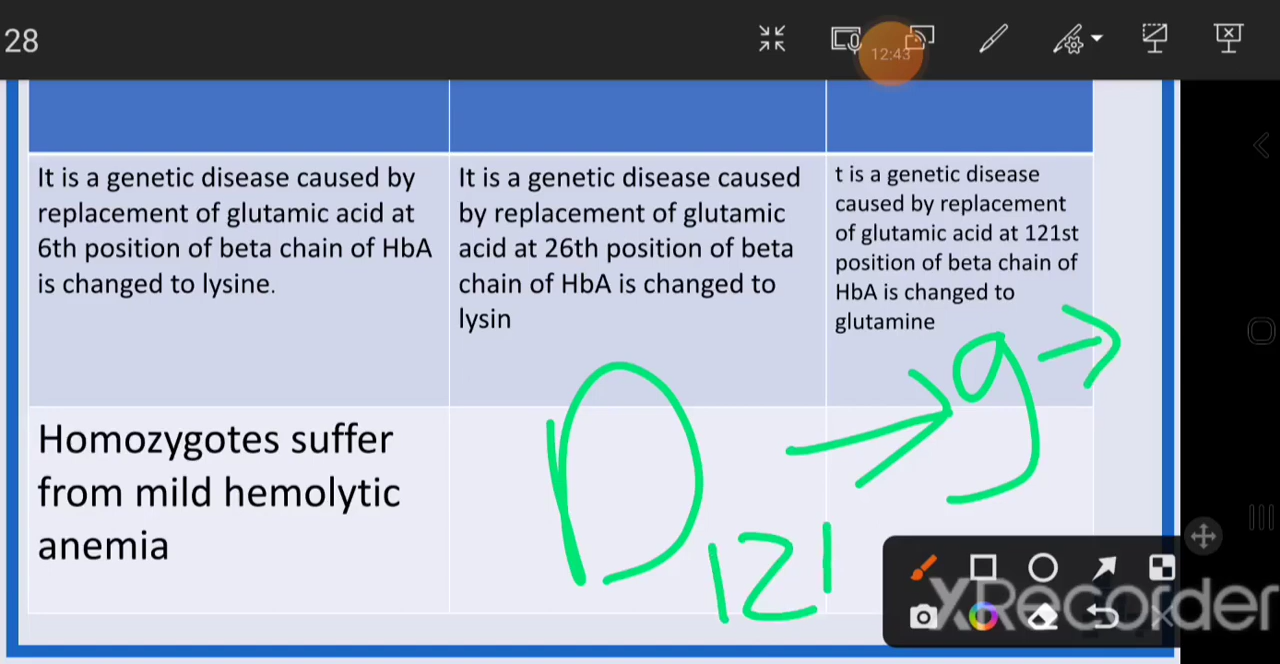 28
12:43
It is a genetic disease caused by
replacement of glutamic acid at
6th position of beta chain of HbA
is changed to lysine.
It is a genetic disease caused
by replacement of glutamic
acid at 26th position of beta
chain of HbA is changed to
lysin
t is a genetic disease
caused by replacement
of glutamic acid at 121st
position of beta chain of
HbA is changed to
glutamine
Homozygotes suffer
from mild hemolytic
anemia
D121 → g →
XRecorder